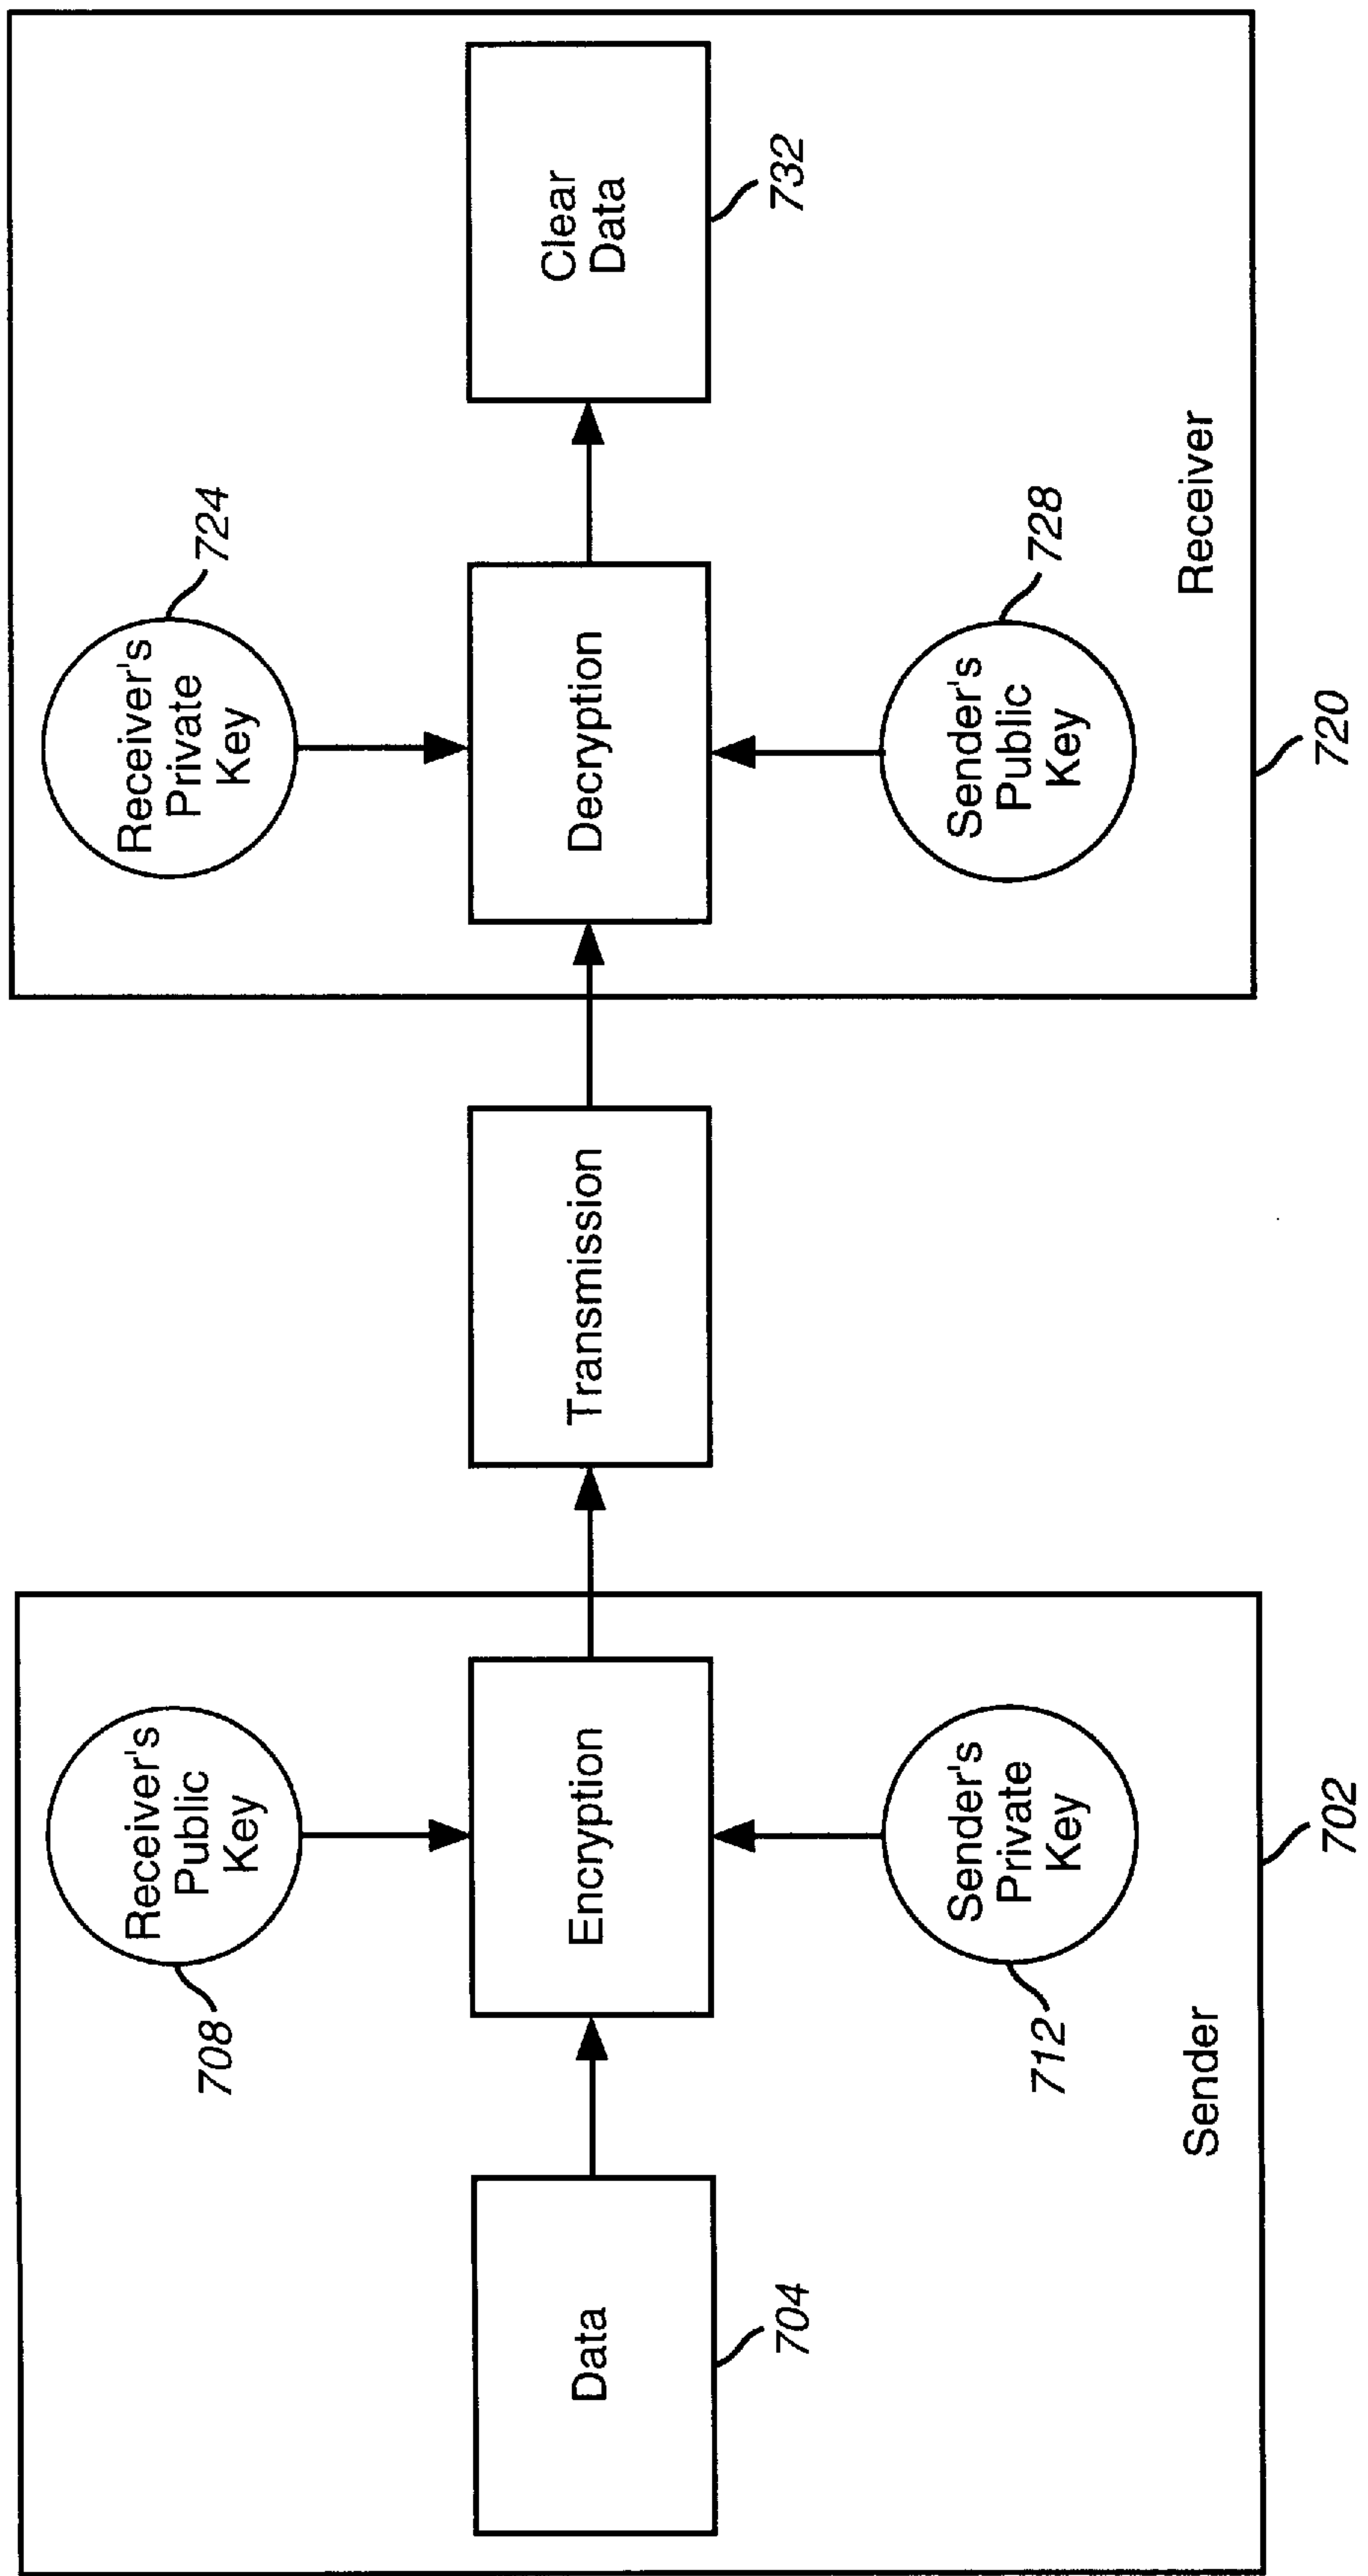 Receiver's
Public
Key
708
Data
704
Encryption
Sender's
Private
Key
712
Sender
702
Transmission
Receiver's
Private
Key
724
Decryption
Clear
Data
732
Sender's
Public
Key
728
Receiver
720